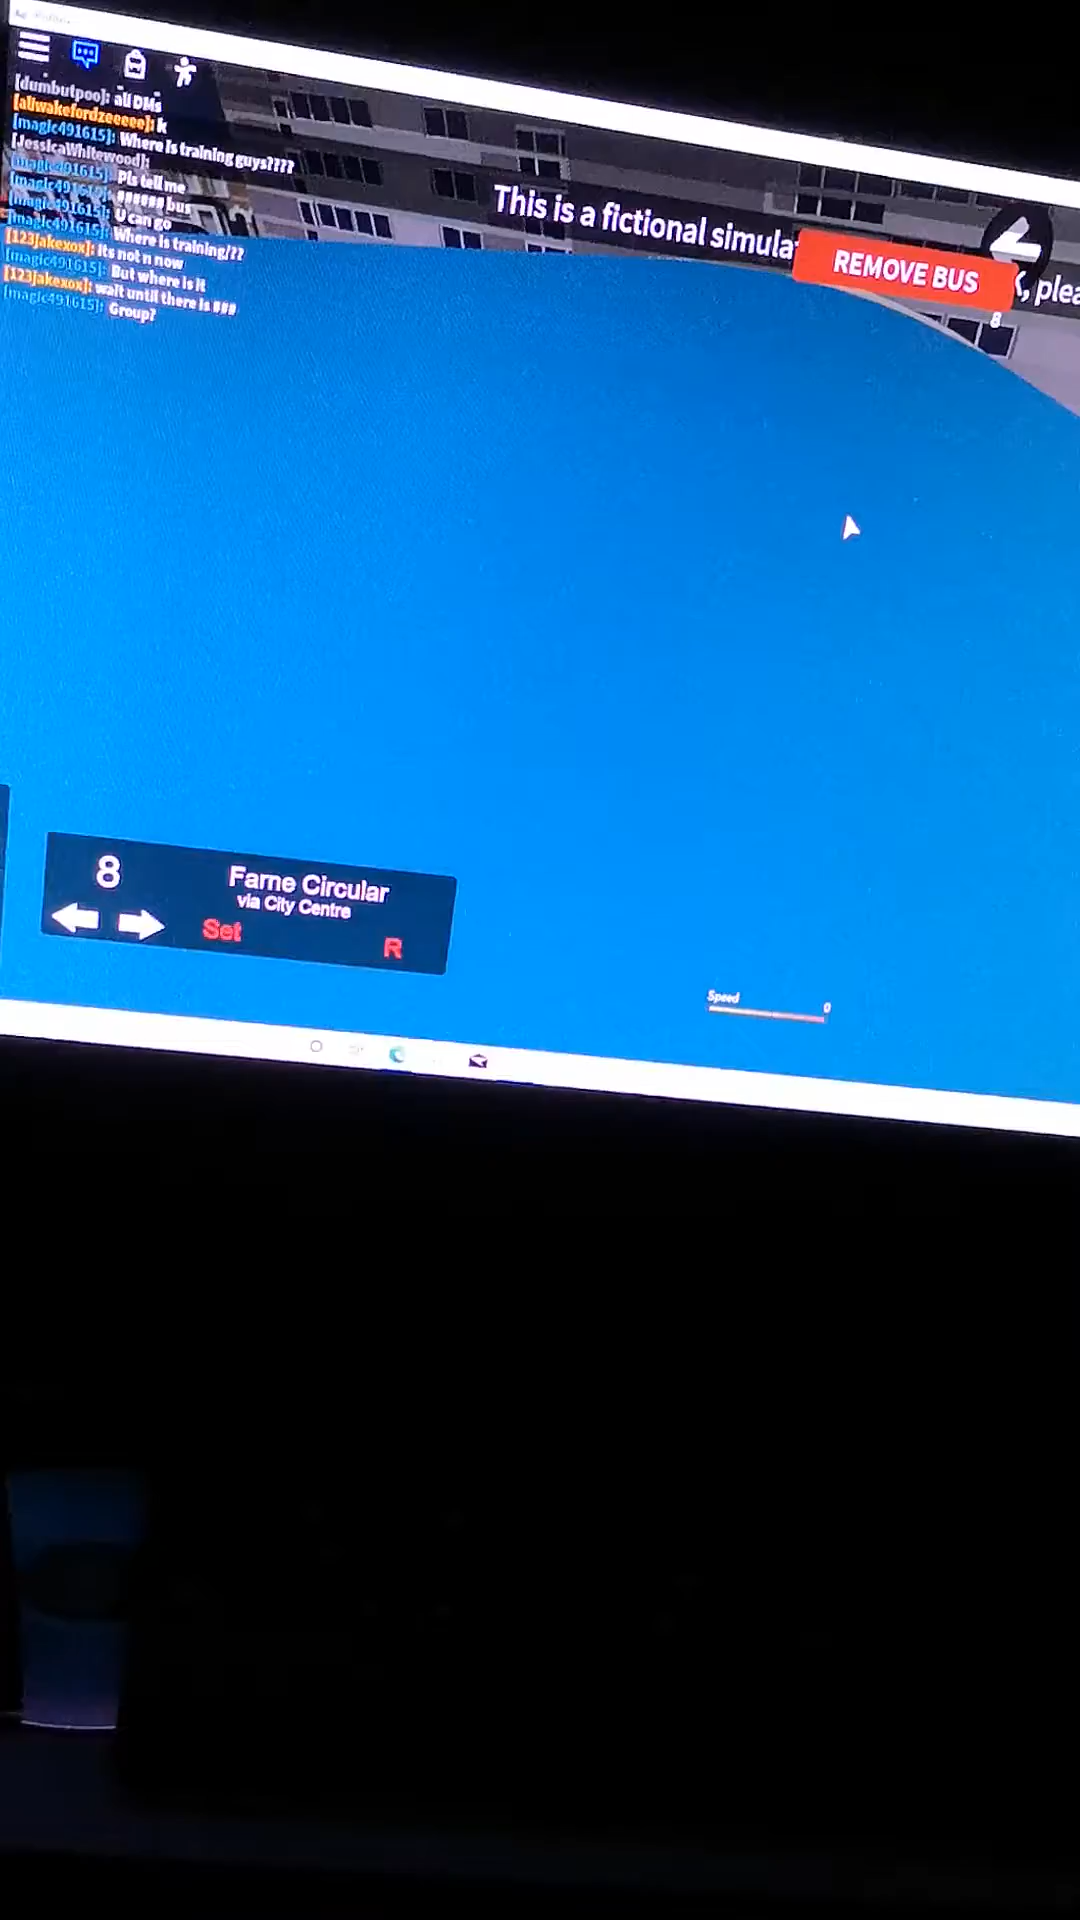 [dumbutpoo]: all DMs
[aliwakefordzeeeee]: k
[magic491615]: Where is training guys????
[JessicaWhitewood]:
[magic491615]: Pls tell me
[magic491615]: ###### bus
[magic491615]: U can go
[magic491615]: Where is training/??
[123jakexox]: its not n now
[magic491615]: But where is it
[123jakexox]: wait until there is ###
[magic491615]: Group?
This is a fictional simula
REMOVE BUS
, plea
8
8
Farne Circular
via City Centre
Set
R
Speed
0